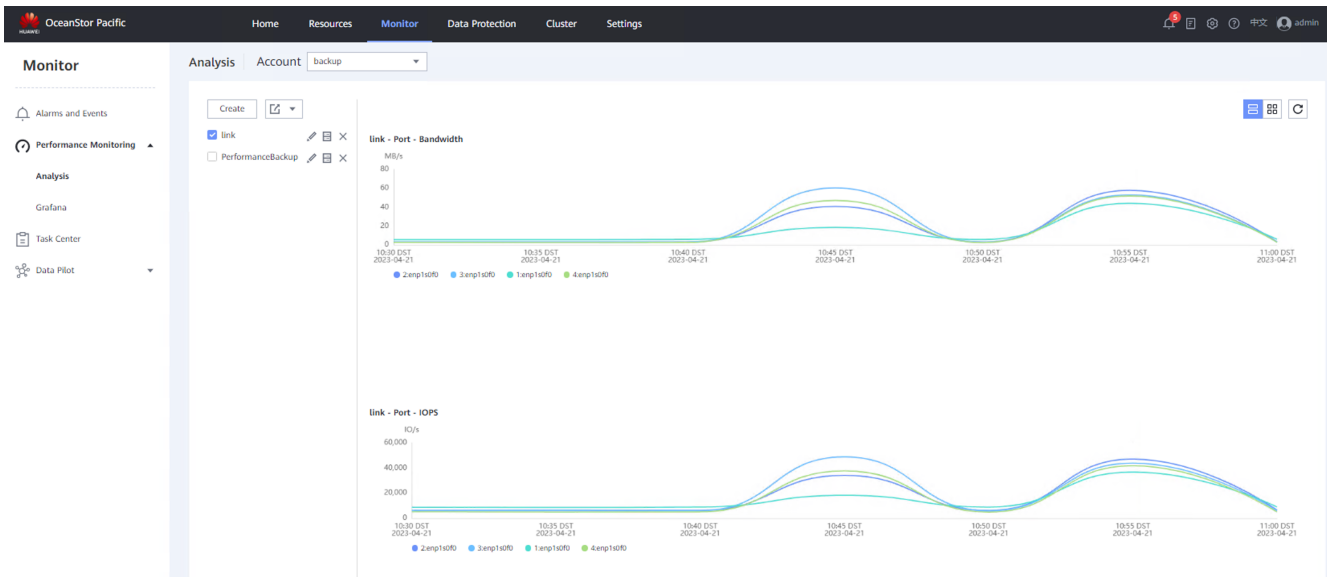 HUAWEI
OceanStor Pacific
Home Resources Monitor Data Protection Cluster Settings
5
中文 admin
Monitor
Analysis Account backup
Alarms and Events
Performance Monitoring
Analysis
Grafana
Task Center
Data Pilot
Create
link
PerformanceBackup
link - Port - Bandwidth
MB/s
80
60
40
20
0
10:30 DST 10:35 DST 10:40 DST 10:45 DST 10:50 DST 10:55 DST 11:00 DST
2023-04-21 2023-04-21 2023-04-21 2023-04-21 2023-04-21 2023-04-21 2023-04-21
2:enp1s0f0 3:enp1s0f0 1:enp1s0f0 4:enp1s0f0
link - Port - IOPS
IO/s
60,000
40,000
20,000
0
10:30 DST 10:35 DST 10:40 DST 10:45 DST 10:50 DST 10:55 DST 11:00 DST
2023-04-21 2023-04-21 2023-04-21 2023-04-21 2023-04-21 2023-04-21 2023-04-21
2:enp1s0f0 3:enp1s0f0 1:enp1s0f0 4:enp1s0f0